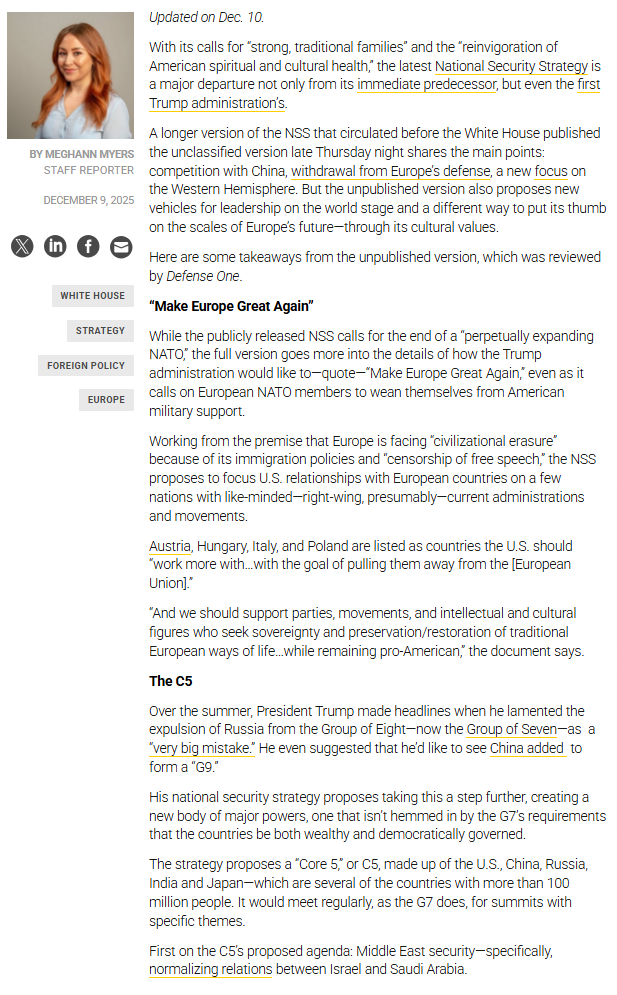 Updated on Dec. 10.
With its calls for “strong, traditional families” and the “reinvigoration of
American spiritual and cultural health,” the latest National Security Strategy is
a major departure not only from its immediate predecessor, but even the first
Trump administration’s.
A longer version of the NSS that circulated before the White House published
the unclassified version late Thursday night shares the main points:
competition with China, withdrawal from Europe’s defense, a new focus on
the Western Hemisphere. But the unpublished version also proposes new
vehicles for leadership on the world stage and a different way to put its thumb
on the scales of Europe’s future—through its cultural values.
Here are some takeaways from the unpublished version, which was reviewed
by Defense One.
“Make Europe Great Again”
While the publicly released NSS calls for the end of a “perpetually expanding
NATO,” the full version goes more into the details of how the Trump
administration would like to—quote—“Make Europe Great Again,” even as it
calls on European NATO members to wean themselves from American
military support.
Working from the premise that Europe is facing “civilizational erasure”
because of its immigration policies and “censorship of free speech,” the NSS
proposes to focus U.S. relationships with European countries on a few
nations with like-minded—right-wing, presumably—current administrations
and movements.
Austria, Hungary, Italy, and Poland are listed as countries the U.S. should
“work more with…with the goal of pulling them away from the [European
Union].”
“And we should support parties, movements, and intellectual and cultural
figures who seek sovereignty and preservation/restoration of traditional
European ways of life…while remaining pro-American,” the document says.
The C5
Over the summer, President Trump made headlines when he lamented the
expulsion of Russia from the Group of Eight—now the Group of Seven—as a
“very big mistake.” He even suggested that he’d like to see China added to
form a “G9.”
His national security strategy proposes taking this a step further, creating a
new body of major powers, one that isn’t hemmed in by the G7’s requirements
that the countries be both wealthy and democratically governed.
The strategy proposes a “Core 5,” or C5, made up of the U.S., China, Russia,
India and Japan—which are several of the countries with more than 100
million people. It would meet regularly, as the G7 does, for summits with
specific themes.
First on the C5’s proposed agenda: Middle East security—specifically,
normalizing relations between Israel and Saudi Arabia.
BY MEGHANN MYERS
STAFF REPORTER
DECEMBER 9, 2025
X
in
f
WHITE HOUSE
STRATEGY
FOREIGN POLICY
EUROPE